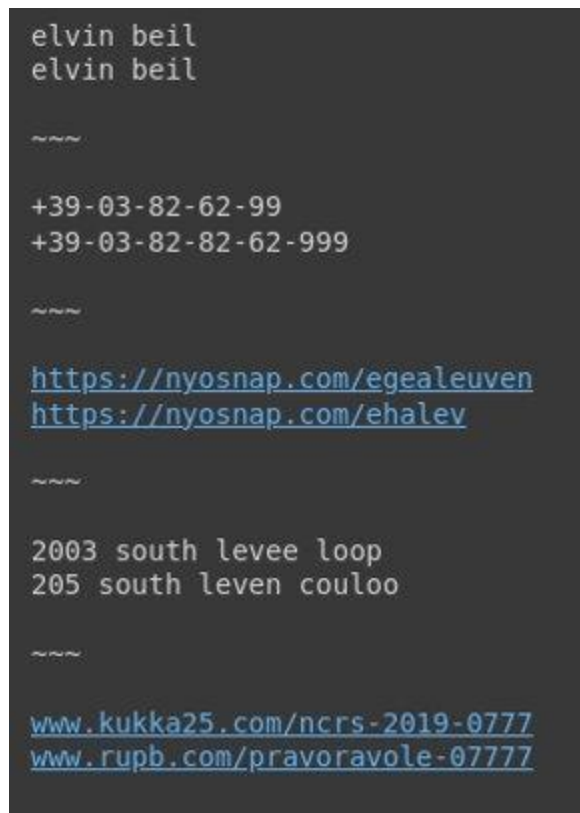 elvin beil
elvin beil
~~~
+39-03-82-62-99
+39-03-82-82-62-999
~~~
https://nyosnap.com/egealeuven
https://nyosnap.com/ehalev
~~~
2003 south levee loop
205 south leven couloo
~~~
www.kukka25.com/ncrs-2019-0777
www.rupb.com/pravoravole-07777